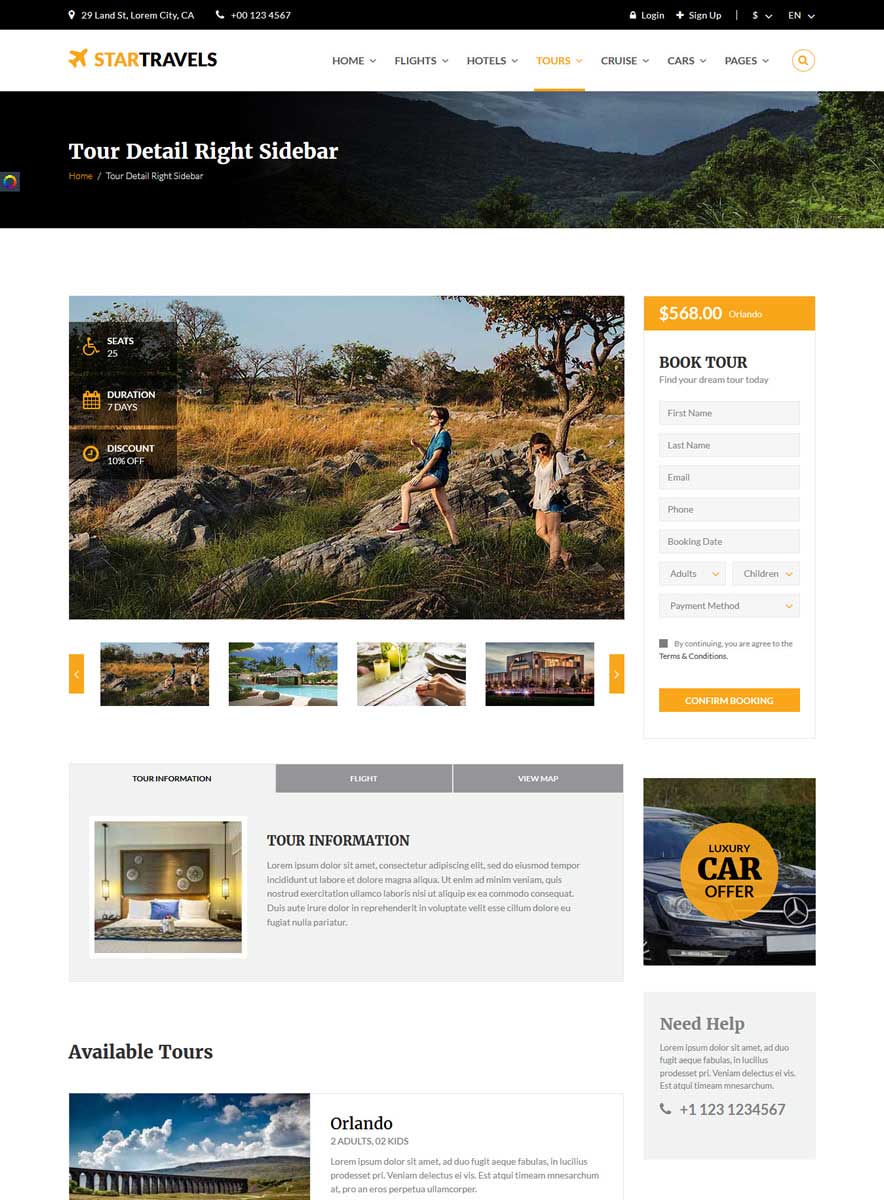 29 Land St, Lorem City, CA
+00 123 4567
Login
Sign Up
$
EN
STARTRAVELS
HOME
FLIGHTS
HOTELS
TOURS
CRUISE
CARS
PAGES
Tour Detail Right Sidebar
Home / Tour Detail Right Sidebar
SEATS
25
DURATION
7 DAYS
DISCOUNT
10% OFF
$568.00 Orlando
BOOK TOUR
Find your dream tour today
First Name
Last Name
Email
Phone
Booking Date
Adults
Children
Payment Method
By continuing, you are agree to the
Terms & Conditions.
CONFIRM BOOKING
TOUR INFORMATION
FLIGHT
VIEW MAP
TOUR INFORMATION
Lorem ipsum dolor sit amet, consectetur adipiscing elit, sed do eiusmod tempor
incididunt ut labore et dolore magna aliqua. Ut enim ad minim veniam, quis
nostrud exercitation ullamco laboris nisi ut aliquip ex ea commodo consequat.
Duis aute irure dolor in reprehenderit in voluptate velit esse cillum dolore eu
fugiat nulla pariatur.
LUXURY
CAR
OFFER
Need Help
Lorem ipsum dolor sit amet, ad duo
fugit aeque fabulas, in lucilius
prodesset pri. Veniam delectus ei vis.
Est atqui timeam mnesarchum.
+1 123 1234567
Available Tours
Orlando
2 ADULTS, 02 KIDS
Lorem ipsum dolor sit amet, ad duo fugit aeque fabulas, in lucilius
prodesset pri. Veniam delectus ei vis. Est atqui timeam mnesarchum
at, pro an eros perpetua ullamcorper.